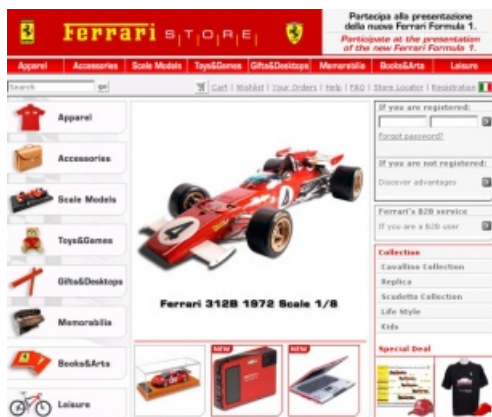 Ferrari STORE
Partecipa alla presentazione
della nuova Ferrari Formula 1.
Participate at the presentation
of the new Ferrari Formula 1.
Apparel Accessories Scale Models Toys&Games Gifts&Desktops Memorabilia Books&Arts Leisure
Search go Cart | Wishlist | Your Orders | Help | FAQ | Store Locator | Registration
Apparel
Accessories
Scale Models
Toys&Games
Gifts&Desktops
Memorabilia
Books&Arts
Leisure
4
4
Ferrari 312B 1972 Scale 1/8
NEW
NEW
If you are registered:
Forgot password?
If you are not registered:
Discover advantages
Ferrari's B2B service
If you are a B2B user
Collection
Cavallino Collection
Replica
Scudetto Collection
Life Style
Kids
Special Deal